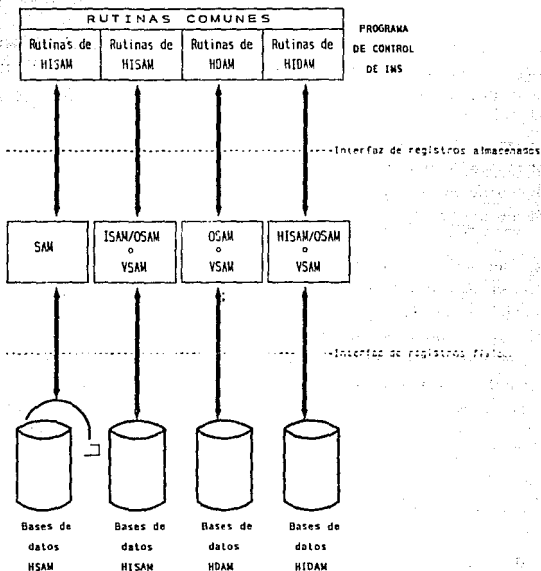 RUTINAS COMUNES
PROGRAMA
DE CONTROL
DE IMS
Rutinas de
HISAM
Rutinas de
HISAM
Rutinas de
HDAM
Rutinas de
HIDAM
Interfaz de registros almacenados
SAM
ISAM/OSAM
o
VSAM
OSAM
o
VSAM
HISAM/OSAM
o
VSAM
Interfaz de registros
Bases de
datos
HSAM
Bases de
datos
HISAM
Bases de
datos
HDAM
Bases de
datos
HIDAM